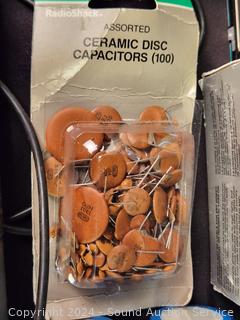 RadioShack
ASSORTED
CERAMIC DISC
CAPACITORS (100)
Copyright 2024 - Sound Auction Service